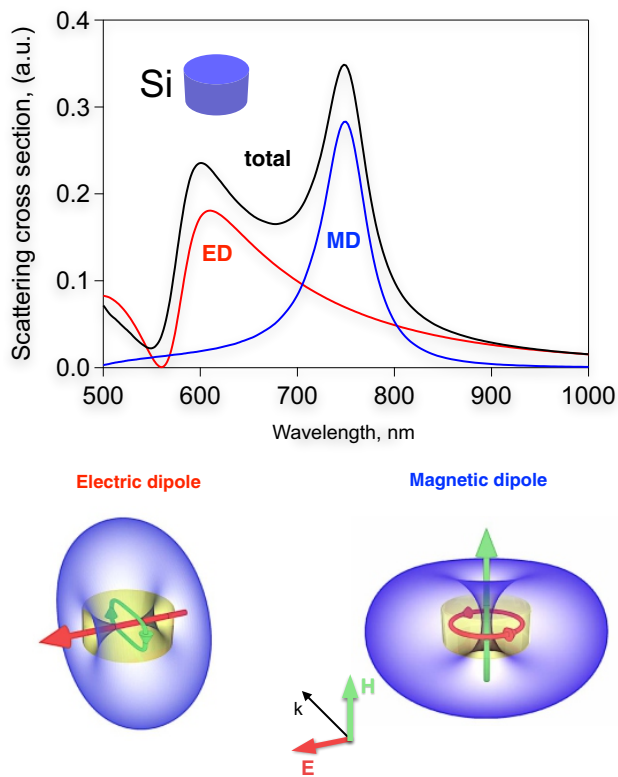 Scattering cross section, (a.u.)
0.4
0.3
0.2
0.1
0.0
Si
total
ED
MD
500 600 700 800 900 1000
Wavelength, nm
Electric dipole
Magnetic dipole
k
H
E